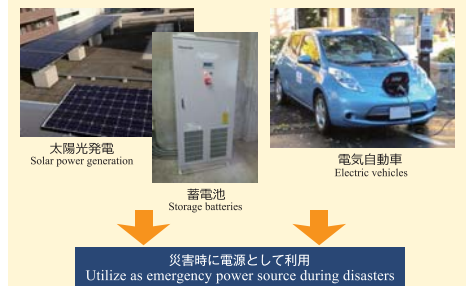 太陽光発電
Solar power generation
蓄電池
Storage batteries
電気自動車
Electric vehicles
災害時に電源として利用
Utilize as emergency power source during disasters